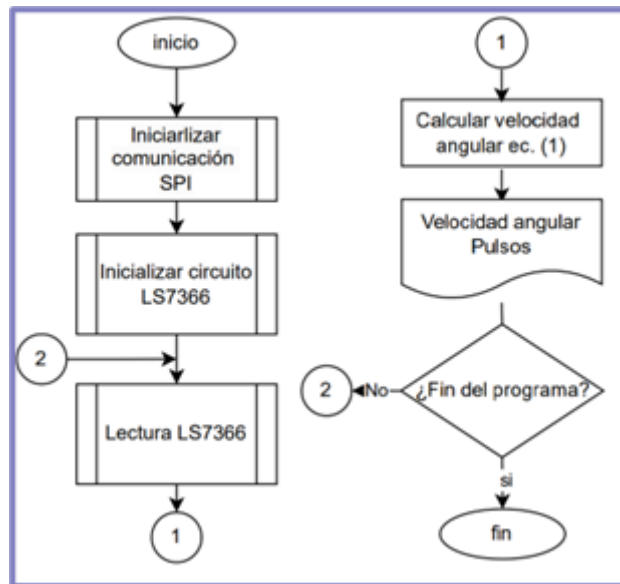 inicio
Iniciarlizar
comunicación
SPI
Inicializar circuito
LS7366
2
Lectura LS7366
1
1
Calcular velocidad
angular ec. (1)
Velocidad angular
Pulsos
¿Fin del programa?
No
2
si
fin